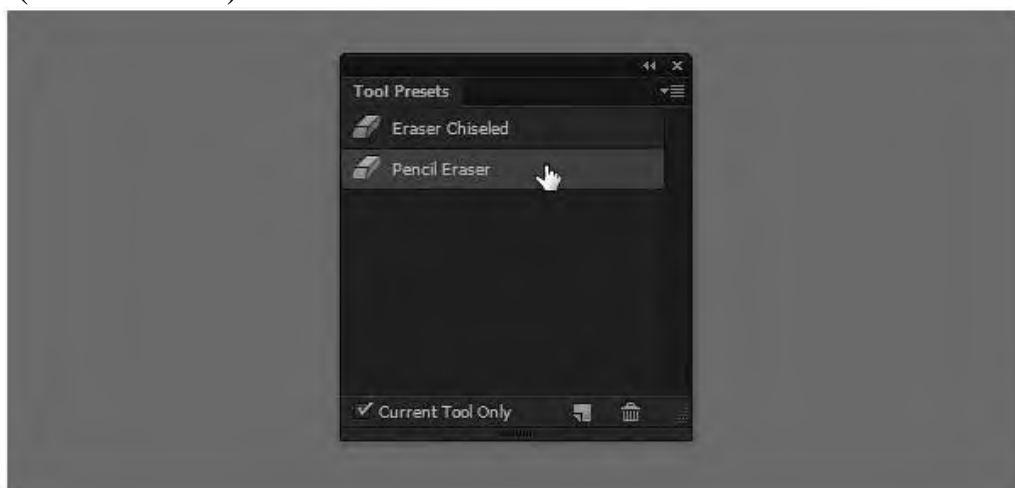 Tool Presets
Eraser Chiseled
Pencil Eraser
Current Tool Only